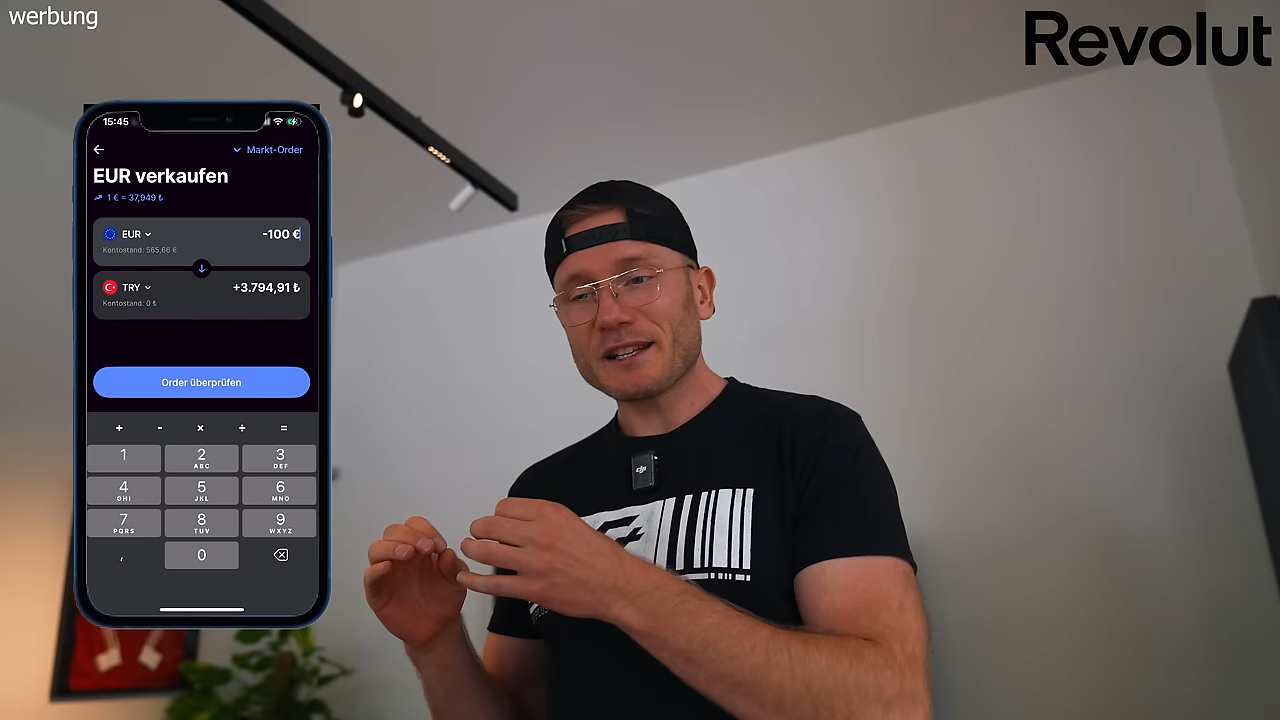 werbung
Revolut
15:45
Markt-Order
EUR verkaufen
1 € = 37,949 ₺
EUR
-100 €
Kontostand: 565,66 €
TRY
+3.794,91 ₺
Kontostand: 0 ₺
Order überprüfen
+ - × ÷ =
1
2
3
ABC
DEF
4
5
6
GHI
JKL
MNO
7
8
9
PQRS
TUV
WXYZ
,
0
dji